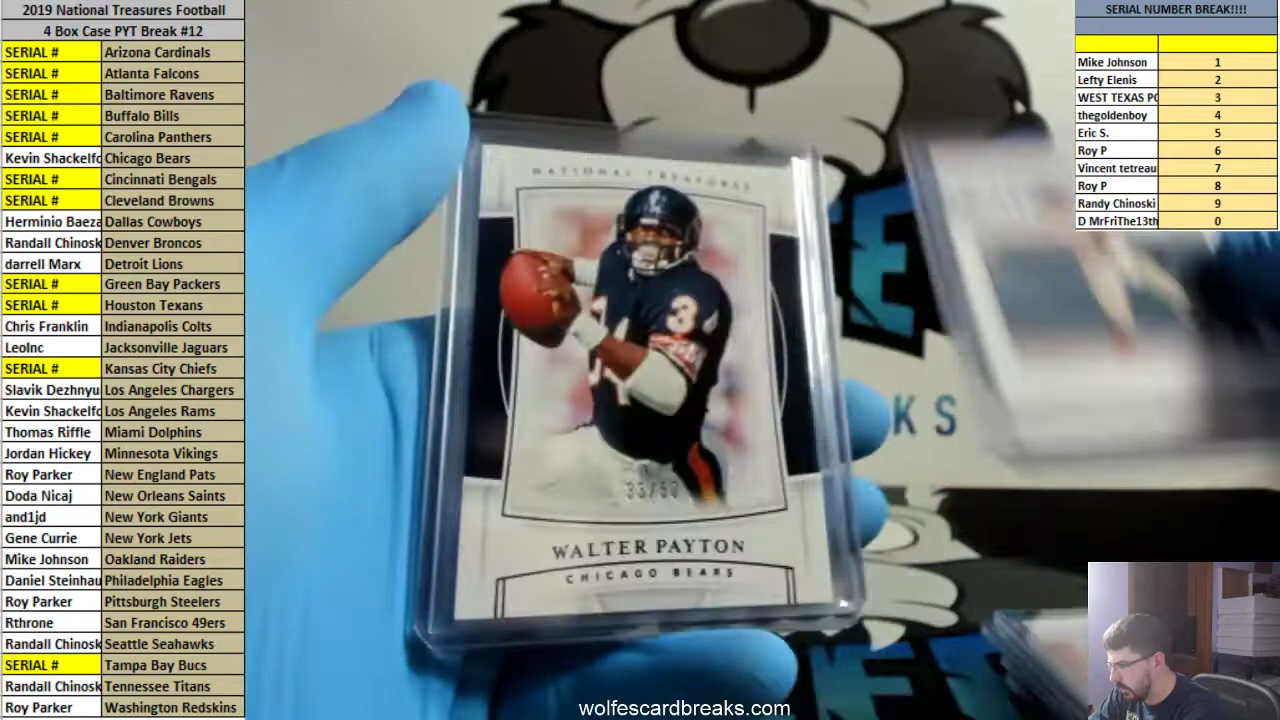 2019 National Treasures Football
4 Box Case PYT Break #12
SERIAL # Arizona Cardinals
SERIAL # Atlanta Falcons
SERIAL # Baltimore Ravens
SERIAL # Buffalo Bills
SERIAL # Carolina Panthers
Kevin Shackelfo Chicago Bears
SERIAL # Cincinnati Bengals
SERIAL # Cleveland Browns
Herminio Baeza Dallas Cowboys
Randall Chinosk Denver Broncos
darrell Marx Detroit Lions
SERIAL # Green Bay Packers
SERIAL # Houston Texans
Chris Franklin Indianapolis Colts
LeoInc Jacksonville Jaguars
SERIAL # Kansas City Chiefs
Slavik Dezhnyu Los Angeles Chargers
Kevin Shackelfo Los Angeles Rams
Thomas Riffle Miami Dolphins
Jordan Hickey Minnesota Vikings
Roy Parker New England Pats
Doda Nicaj New Orleans Saints
and1jd New York Giants
Gene Currie New York Jets
Mike Johnson Oakland Raiders
Daniel Steinhau Philadelphia Eagles
Roy Parker Pittsburgh Steelers
Rthrone San Francisco 49ers
Randall Chinosk Seattle Seahawks
SERIAL # Tampa Bay Bucs
Randall Chinosk Tennessee Titans
Roy Parker Washington Redskins
NATIONAL TREASURES
3
WALTER PAYTON
CHICAGO BEARS
KS
wolfescardbreaks.com
SERIAL NUMBER BREAK!!!!
Mike Johnson 1
Lefty Elenis 2
WEST TEXAS PO 3
thegoldenboy 4
Eric S. 5
Roy P 6
Vincent tetreau 7
Roy P 8
Randy Chinoski 9
D MrFriThe13th 0